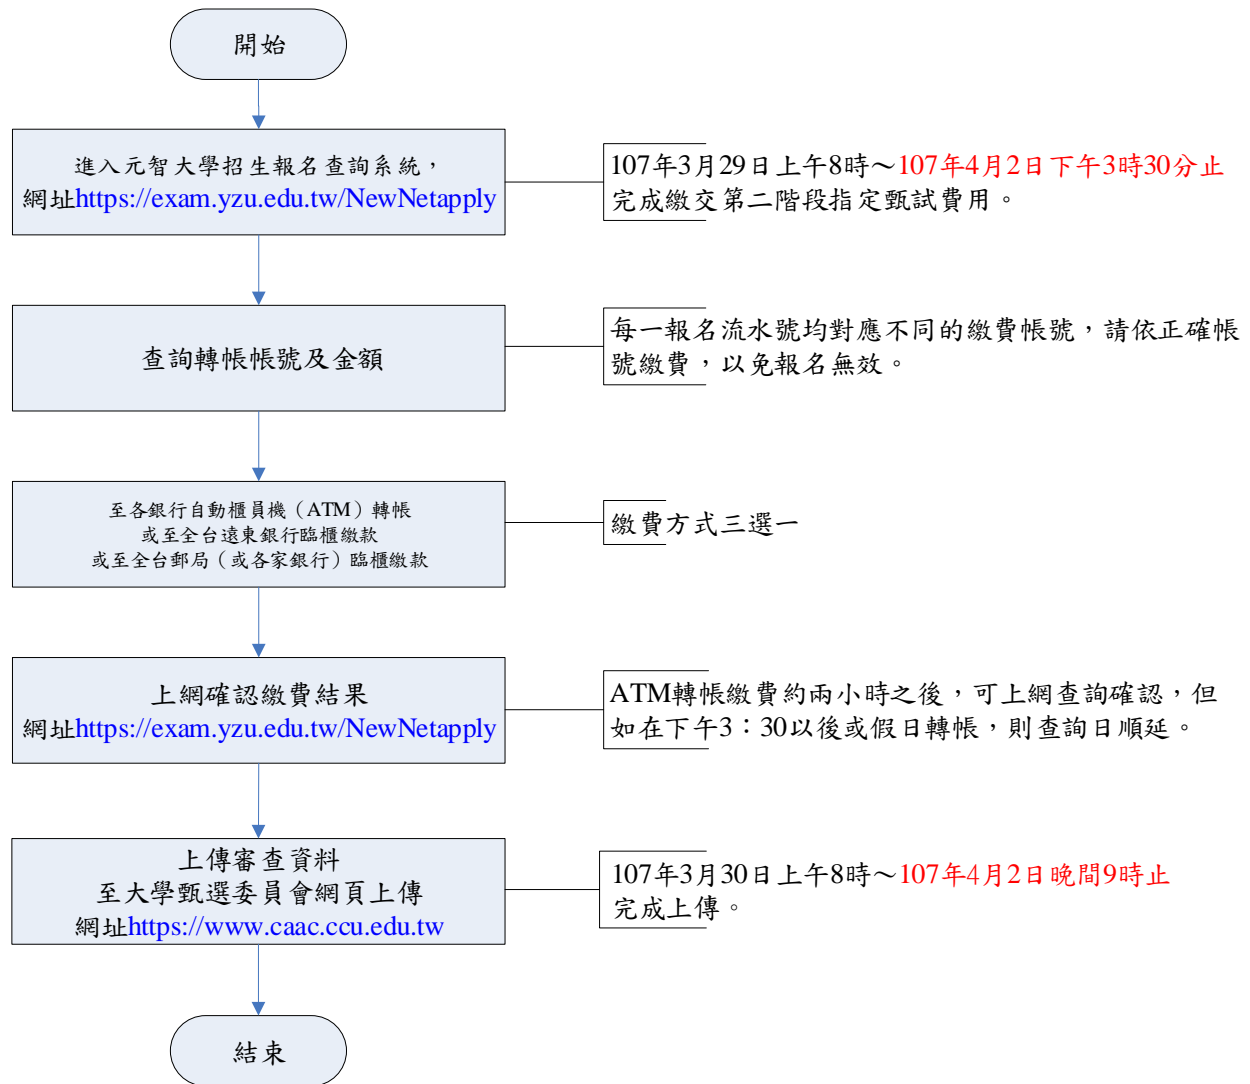 開始
進入元智大學招生報名查詢系統，
網址https://exam.yzu.edu.tw/NewNetapply
107年3月29日上午8時～107年4月2日下午3時30分止
完成繳交第二階段指定甄試費用。
查詢轉帳帳號及金額
每一報名流水號均對應不同的繳費帳號，請依正確帳
號繳費，以免報名無效。
至各銀行自動櫃員機（ATM）轉帳
或至全台遠東銀行臨櫃繳款
或至全台郵局（或各家銀行）臨櫃繳款
繳費方式三選一
上網確認繳費結果
網址https://exam.yzu.edu.tw/NewNetapply
ATM轉帳繳費約兩小時之後，可上網查詢確認，但
如在下午3：30以後或假日轉帳，則查詢日順延。
上傳審查資料
至大學甄選委員會網頁上傳
網址https://www.caac.ccu.edu.tw
107年3月30日上午8時～107年4月2日晚間9時止
完成上傳。
結束